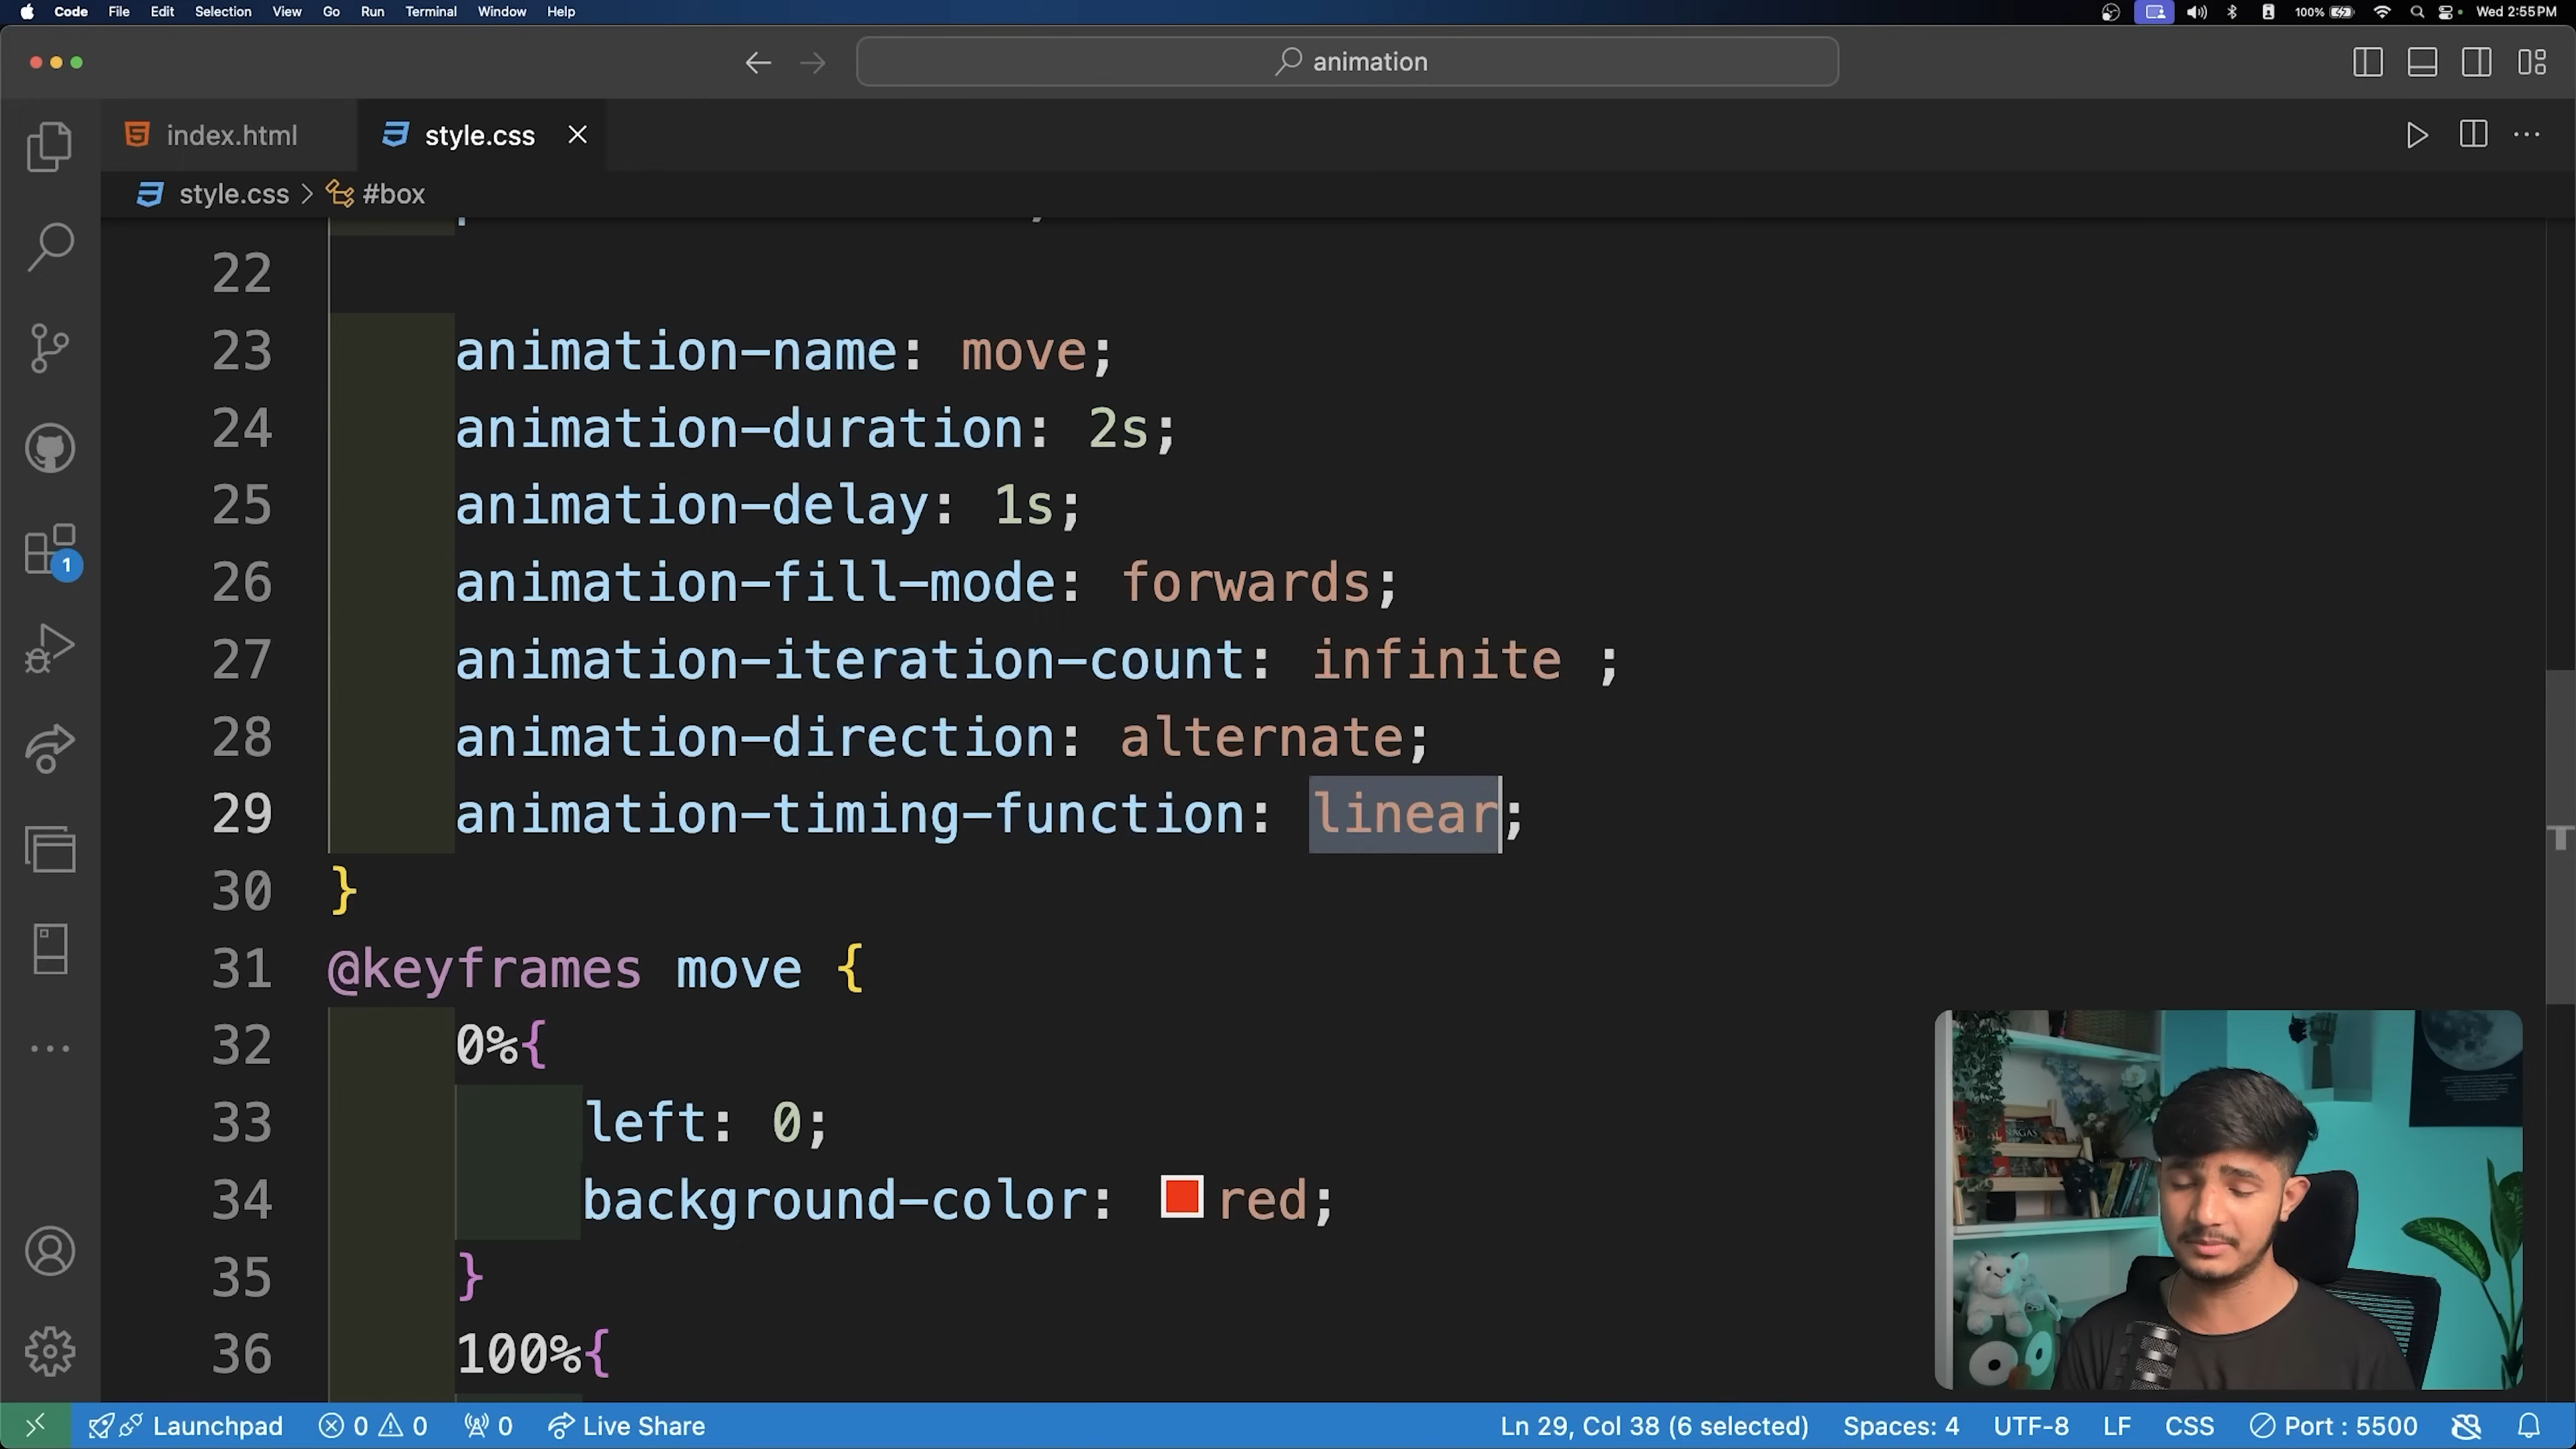 Code File Edit Selection View Go Run Terminal Window Help 100% Wed 2:55PM
animation
index.html style.css
style.css > #box
22
23 animation-name: move;
24 animation-duration: 2s;
25 animation-delay: 1s;
26 animation-fill-mode: forwards;
27 animation-iteration-count: infinite ;
28 animation-direction: alternate;
29 animation-timing-function: linear;
30 }
31 @keyframes move {
32 0%{
33 left: 0;
34 background-color: red;
35 }
36 100%{
1
Launchpad 0 0 0 Live Share Ln 29, Col 38 (6 selected) Spaces: 4 UTF-8 LF CSS Port : 5500